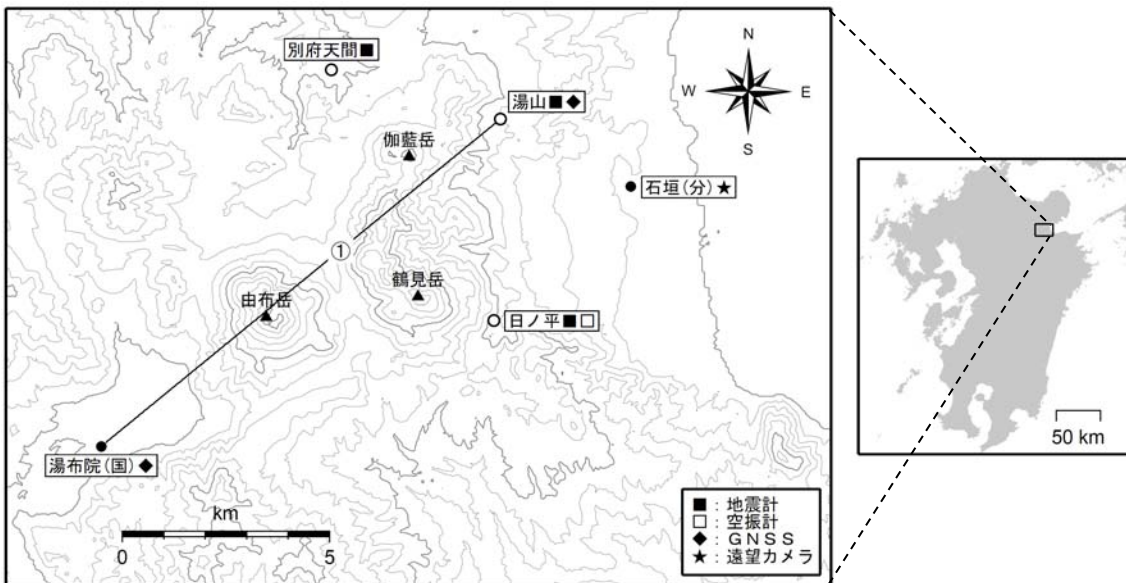 別府天間■
N
W
E
S
湯山■◆
伽藍岳
石垣(分)★
①
鶴見岳
由布岳
日ノ平■□
湯布院(国)◆
km
0
5
■：地震計
□：空振計
◆：ＧＮＳＳ
★：遠望カメラ
50 km